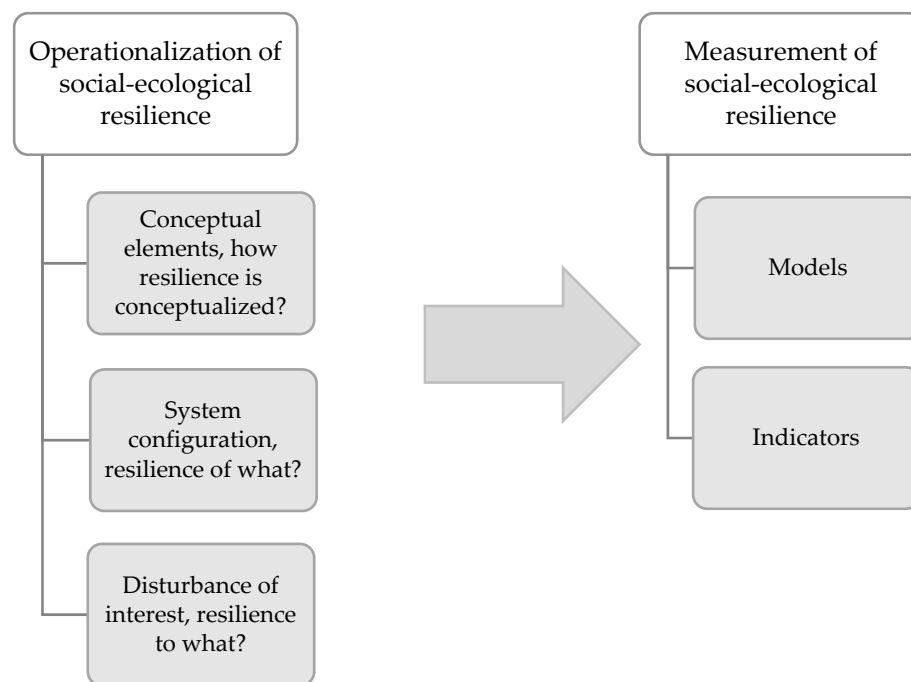 Operationalization of
social-ecological
resilience
Conceptual
elements, how
resilience is
conceptualized?
System
configuration,
resilience of what?
Disturbance of
interest, resilience
to what?
Measurement of
social-ecological
resilience
Models
Indicators